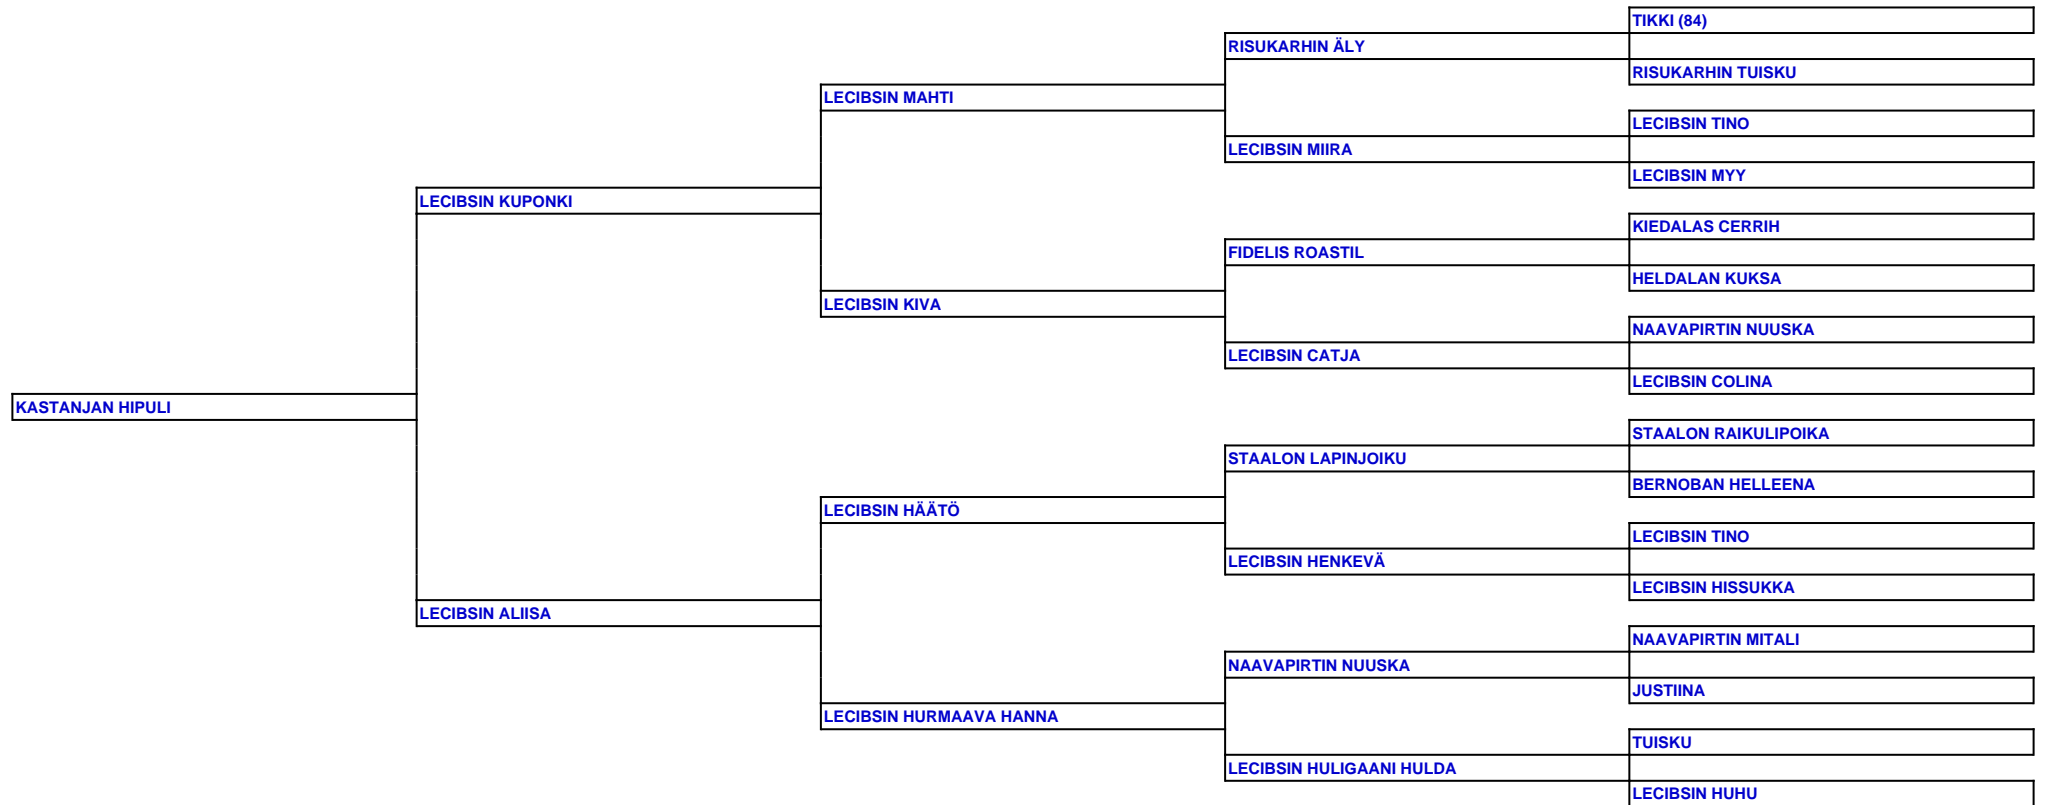 TIKKI (84)
RISUKARHIN ÄLY
RISUKARHIN TUISKU
LECIBSIN MAHTI
LECIBSIN TINO
LECIBSIN MIIRA
LECIBSIN MYY
LECIBSIN KUPONKI
KIEDALAS CERRIH
FIDELIS ROASTIL
HELDALAN KUKSA
LECIBSIN KIVA
NAAVAPIRTIN NUUSKA
LECIBSIN CATJA
LECIBSIN COLINA
KASTANJAN HIPULI
STAALON RAIKULIPOIKA
STAALON LAPINJOIKU
BERNOBAN HELLEENA
LECIBSIN HÄÄTÖ
LECIBSIN TINO
LECIBSIN HENKEVÄ
LECIBSIN HISSUKKA
LECIBSIN ALIISA
NAAVAPIRTIN MITALI
NAAVAPIRTIN NUUSKA
JUSTIINA
LECIBSIN HURMAAVA HANNA
TUISKU
LECIBSIN HULIGAANI HULDA
LECIBSIN HUHU